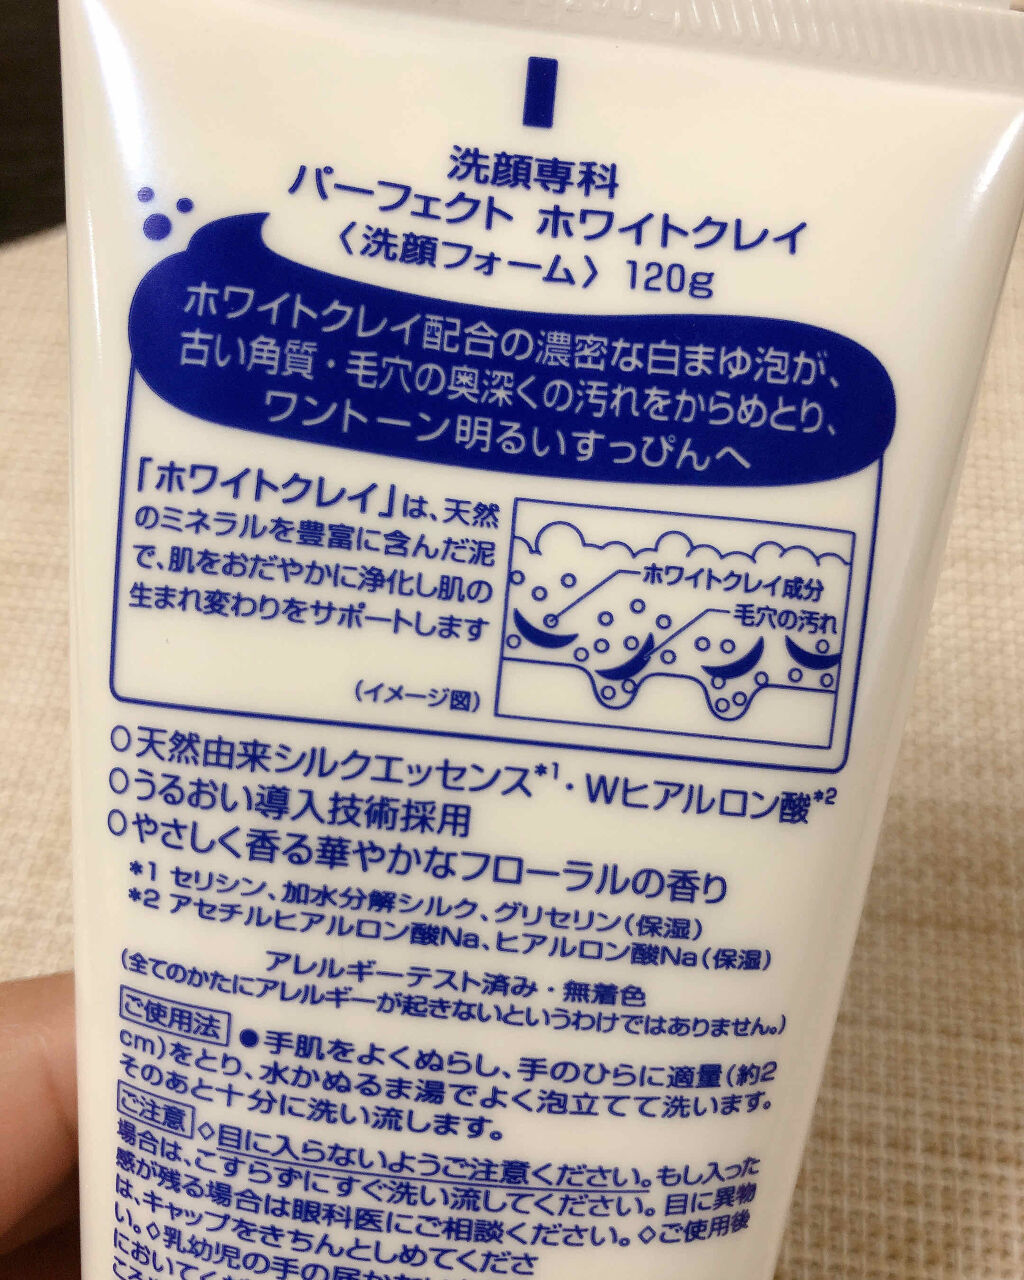 洗顔専科
パーフェクト ホワイトクレイ
〈洗顔フォーム〉 120g
ホワイトクレイ配合の濃密な白まゆ泡が、
古い角質・毛穴の奥深くの汚れをからめとり、
ワントーン明るいすっぴんへ
「ホワイトクレイ」は、天然
のミネラルを豊富に含んだ泥
で、肌をおだやかに浄化し肌の
生まれ変わりをサポートします
(イメージ図)
ホワイトクレイ成分
毛穴の汚れ
○天然由来シルクエッセンス*1・Wヒアルロン酸*2
○うるおい導入技術採用
○やさしく香る華やかなフローラルの香り
*1 セリシン、加水分解シルク、グリセリン(保湿)
*2 アセチルヒアルロン酸Na、ヒアルロン酸Na(保湿)
アレルギーテスト済み・無着色
(全てのかたにアレルギーが起きないというわけではありません。)
ご使用法 ●手肌をよくぬらし、手のひらに適量(約2
cm)をとり、水かぬるま湯でよく泡立てて洗います。
そのあと十分に洗い流します。
ご注意 ◇目に入らないようご注意ください。もし入った
場合は、こすらずにすぐ洗い流してください。目に異物
感が残る場合は眼科医にご相談ください。◇ご使用後
は、キャップをきちんとしめてくださ
い。◇乳幼児の手の届か
において